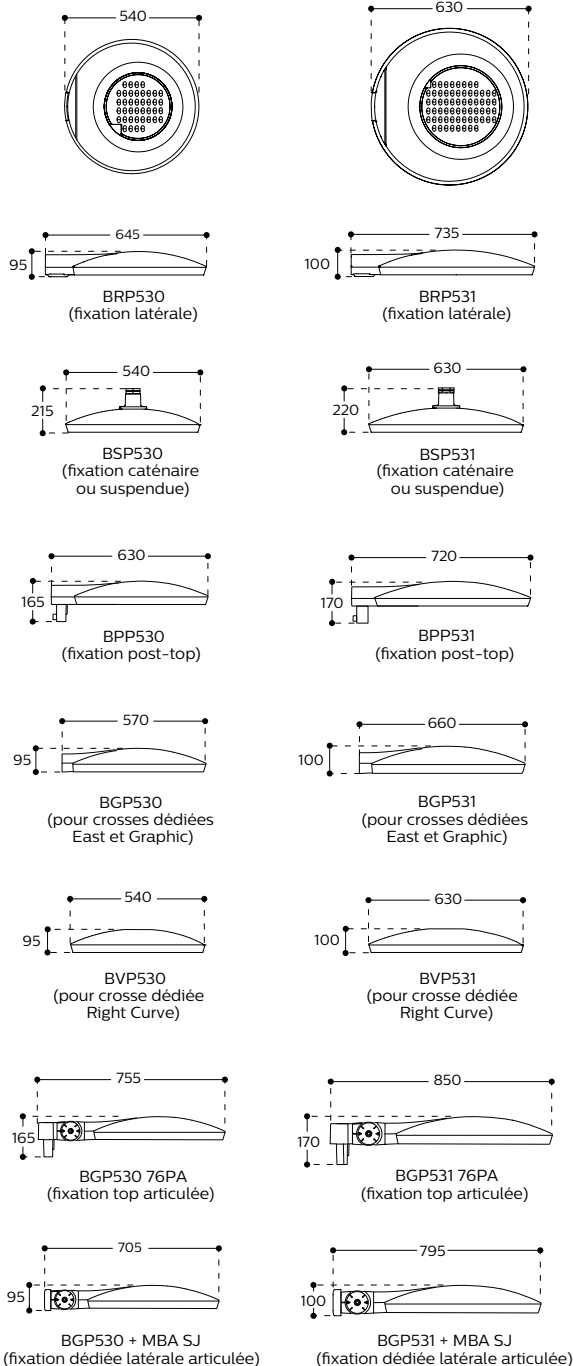 540
630
645
735
95
100
BRP530
(fixation latérale)
BRP531
(fixation latérale)
540
630
215
220
BSP530
(fixation caténaire
ou suspendue)
BSP531
(fixation caténaire
ou suspendue)
630
720
165
170
BPP530
(fixation post-top)
BPP531
(fixation post-top)
570
660
95
100
BGP530
(pour crosses dédiées
East et Graphic)
BGP531
(pour crosses dédiées
East et Graphic)
540
630
95
100
BVP530
(pour crosse dédiée
Right Curve)
BVP531
(pour crosse dédiée
Right Curve)
755
850
165
170
BGP530 76PA
(fixation top articulée)
BGP531 76PA
(fixation top articulée)
705
795
95
100
BGP530 + MBA SJ
(fixation dédiée latérale articulée)
BGP531 + MBA SJ
(fixation dédiée latérale articulée)